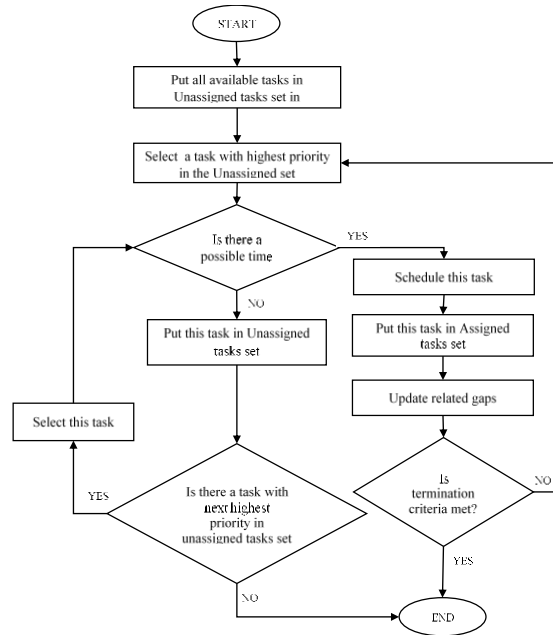 START
Put all available tasks in
Unassigned tasks set in
Select a task with highest priority
in the Unassigned set
Is there a
possible time
YES
NO
Schedule this task
Put this task in Unassigned
tasks set
Put this task in Assigned
tasks set
Update related gaps
Select this task
YES
Is there a task with
next highest
priority in
unassigned tasks set
NO
Is
termination
criteria met?
NO
YES
END